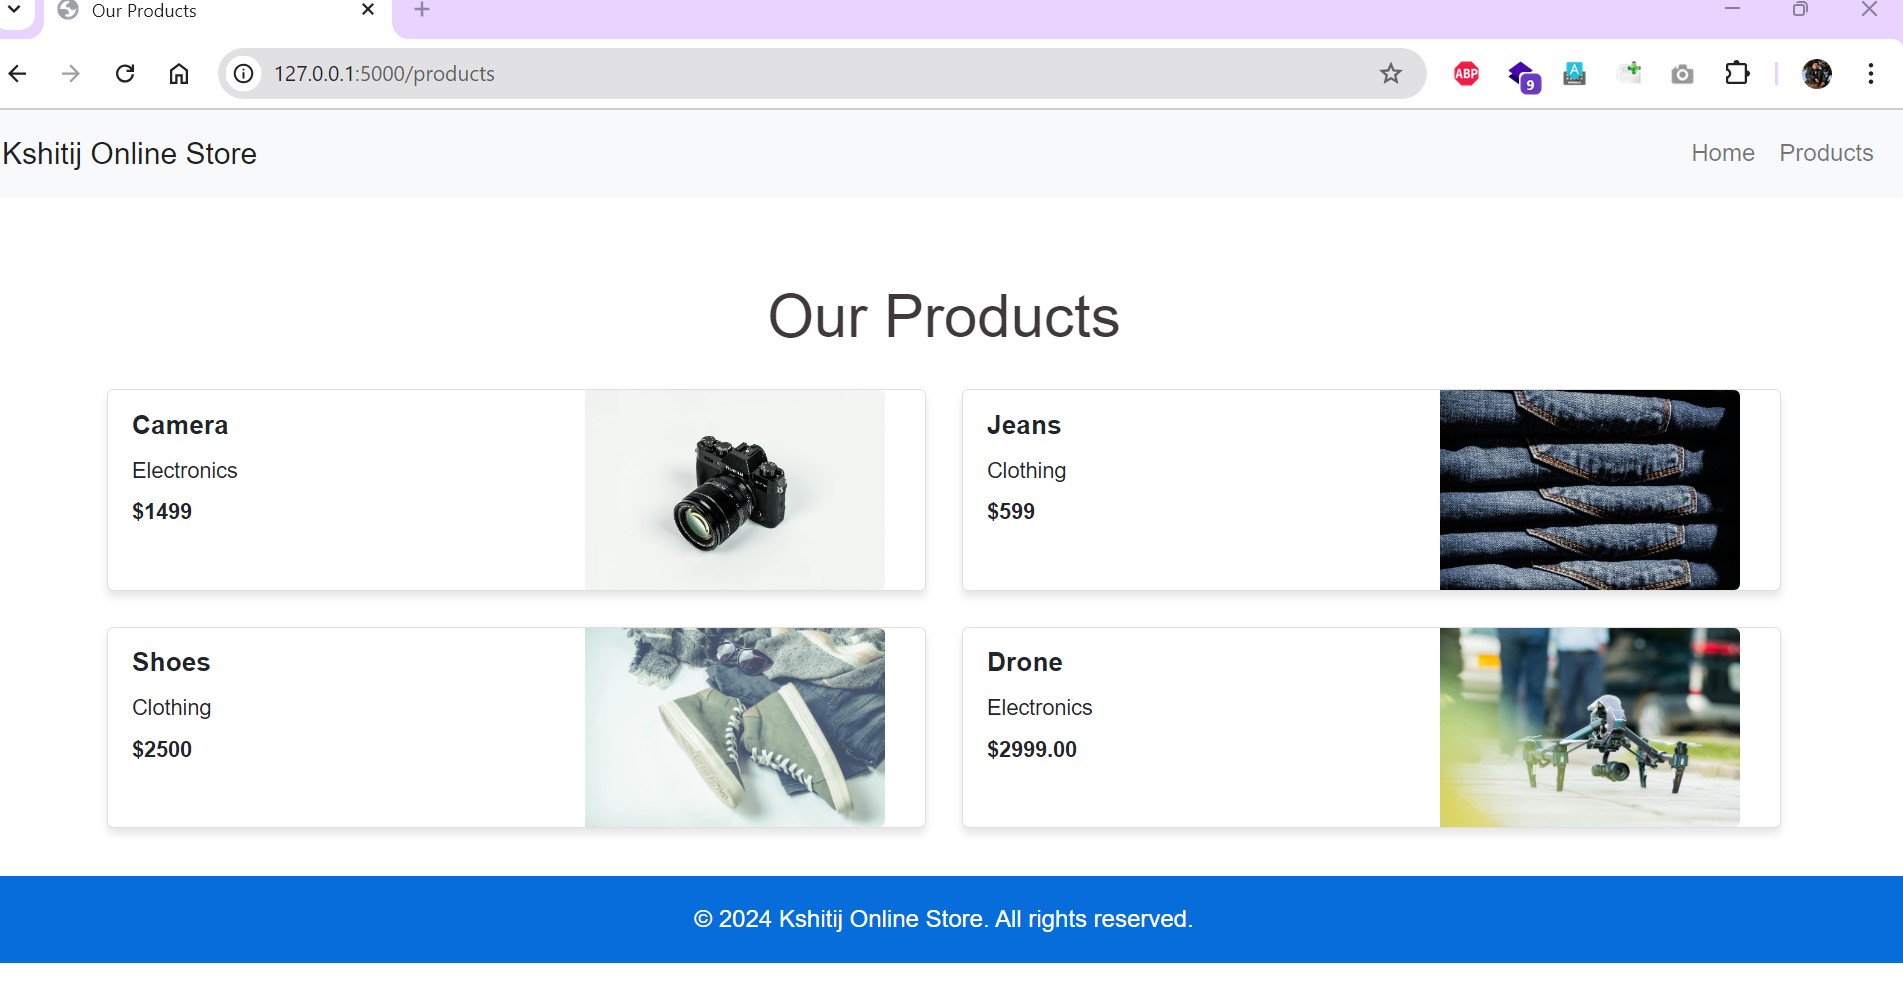 Our Products
127.0.0.1:5000/products
ABP
9
A
Kshitij Online Store
Home
Products
Our Products
Camera
Electronics
$1499
Jeans
Clothing
$599
Shoes
Clothing
$2500
Drone
Electronics
$2999.00
© 2024 Kshitij Online Store. All rights reserved.